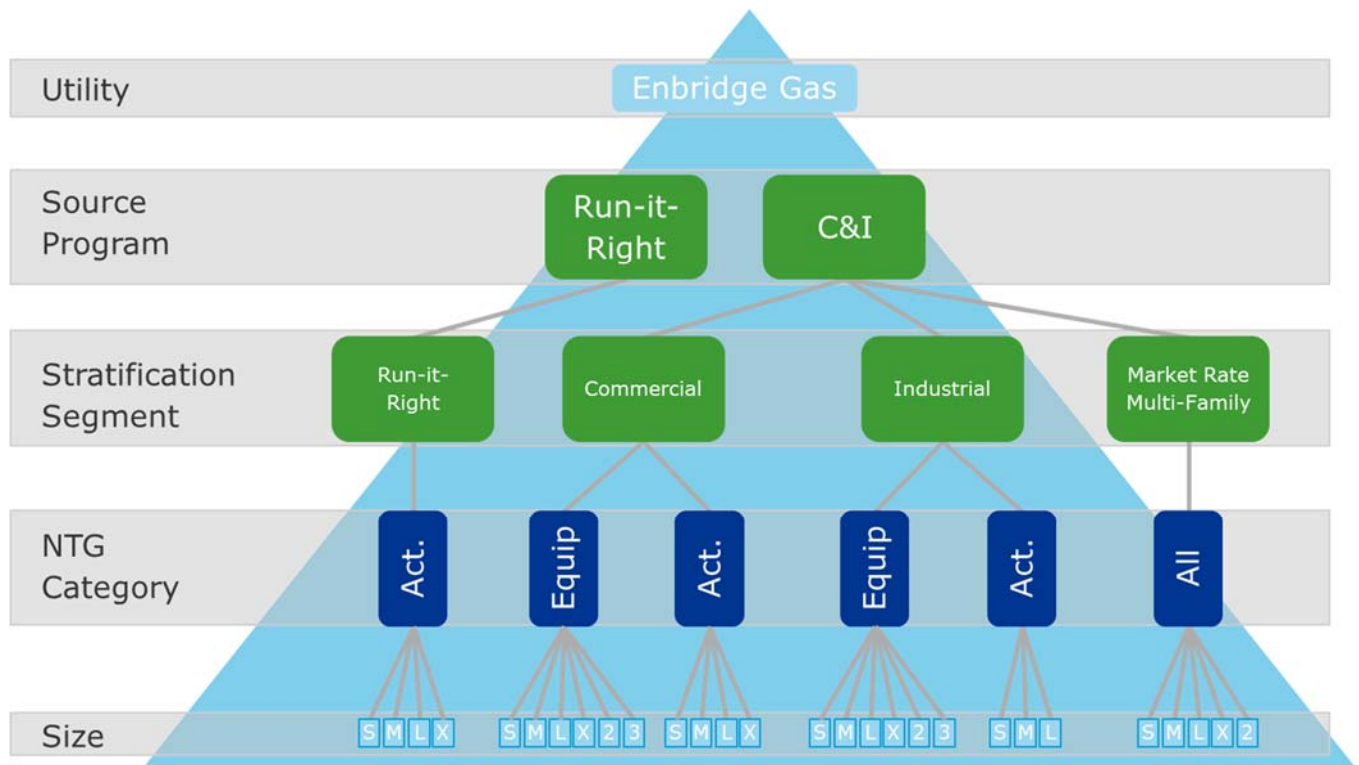 Utility
Enbridge Gas
Source
Program
Run-it-
Right
C&I
Stratification
Segment
Run-it-
Right
Commercial
Industrial
Market Rate
Multi-Family
NTG
Category
Act.
Equip
Act.
Equip
Act.
All
Size
S M L X
S M L X 2 3
S M L X
S M L X 2 3
S M L
S M L X 2